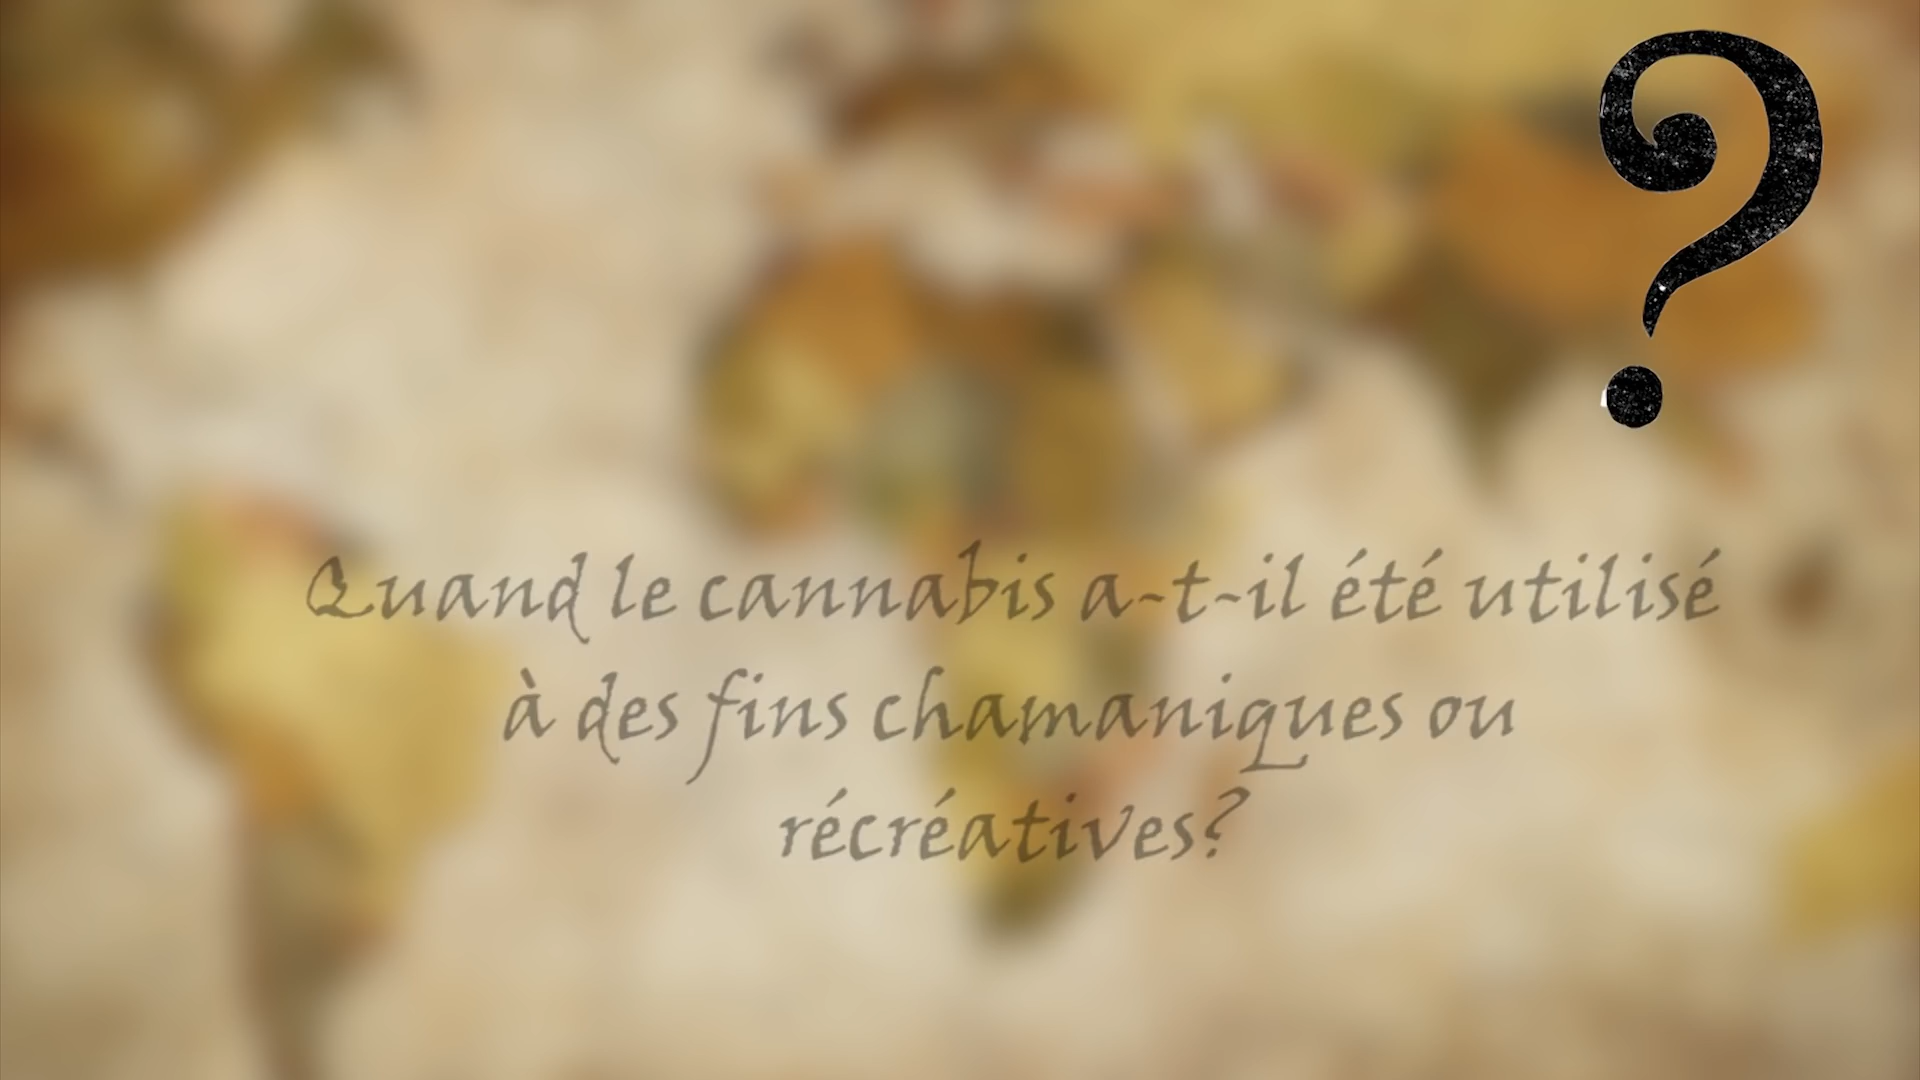 ?
Quand le cannabis a-t-il été utilisé
à des fins chamaniques ou
récréatives?